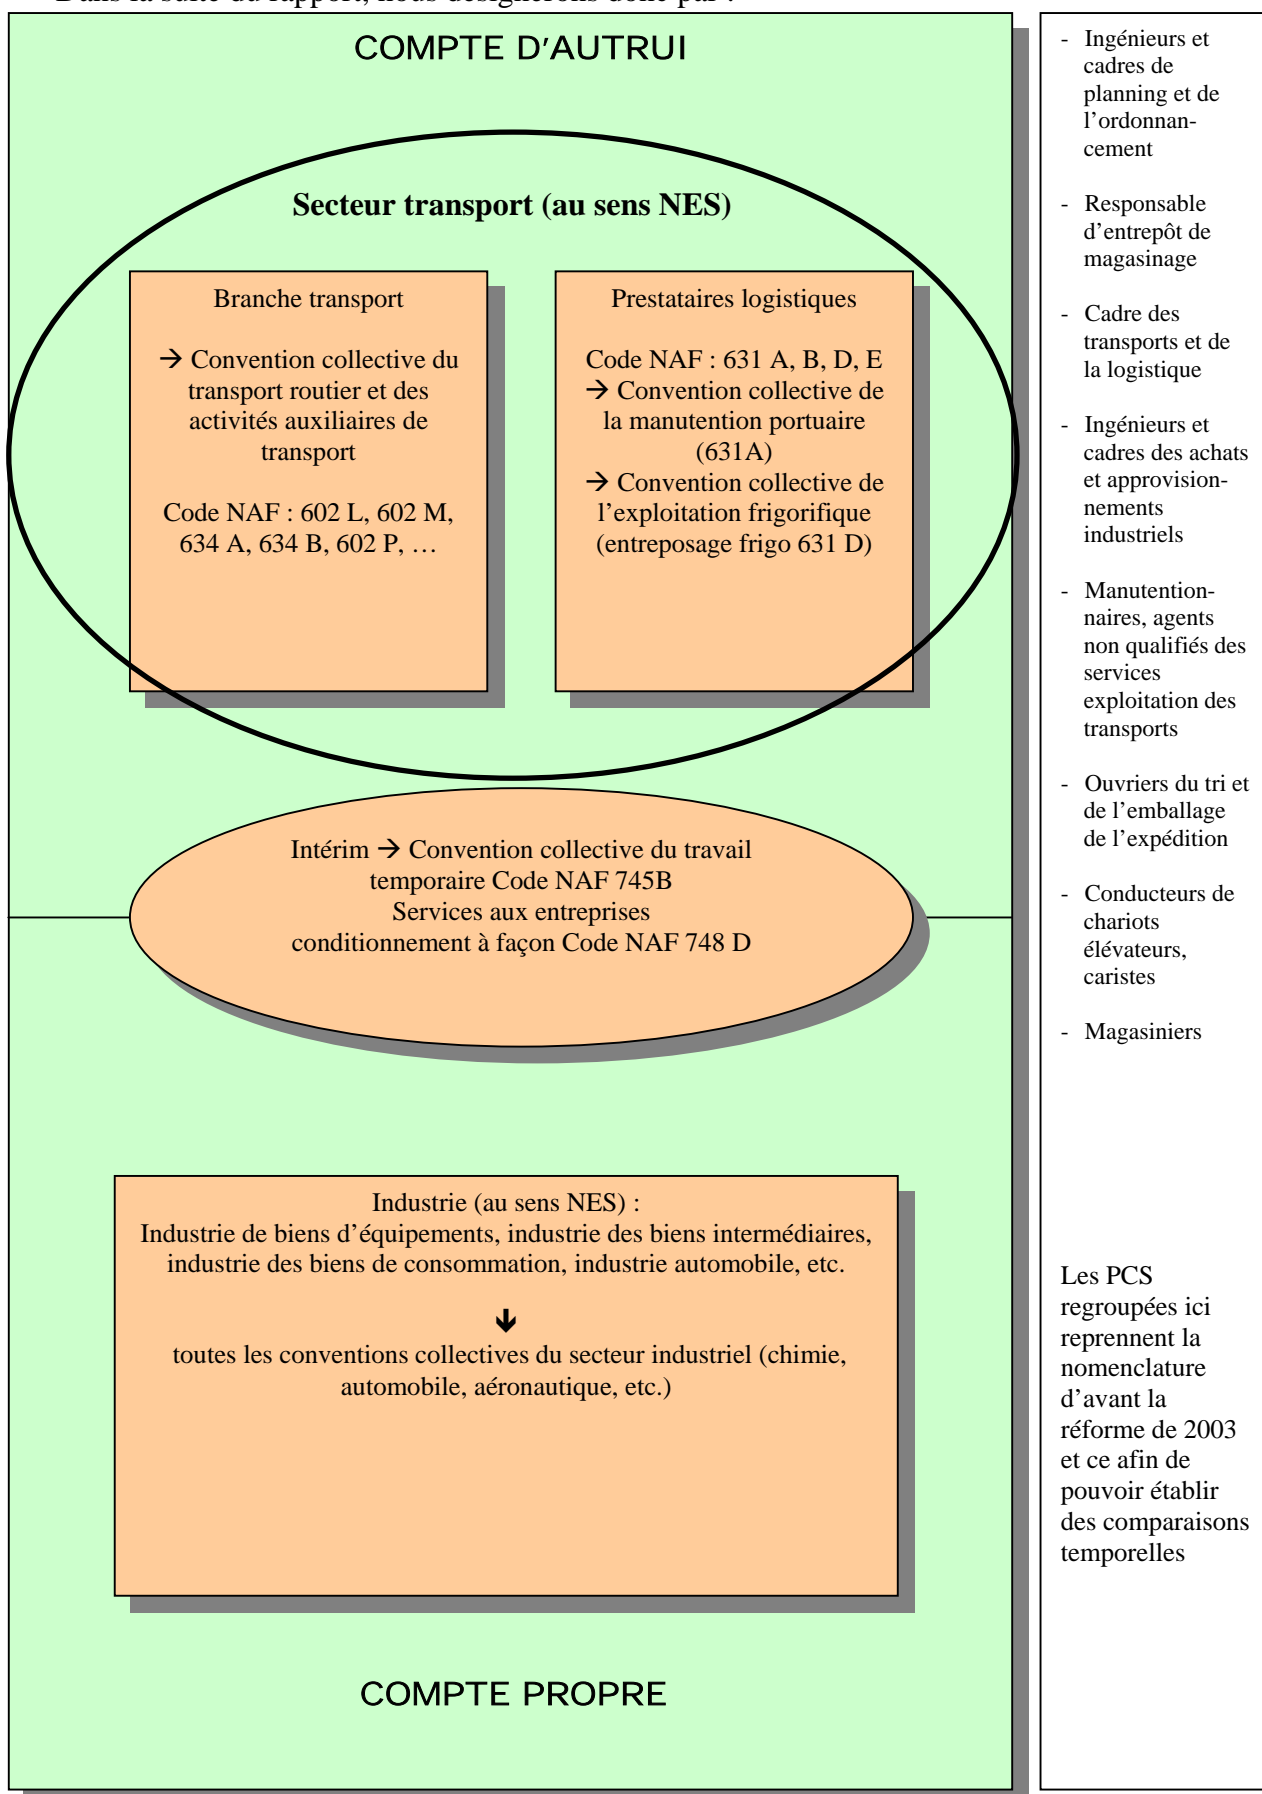 Dans la suite du rapport, nous désignerons donc par :
COMPTE D'AUTRUI
Secteur transport (au sens NES)
Branche transport
→ Convention collective du
transport routier et des
activités auxiliaires de
transport
Code NAF : 602 L, 602 M,
634 A, 634 B, 602 P, …
Prestataires logistiques
Code NAF : 631 A, B, D, E
→ Convention collective de
la manutention portuaire
(631A)
→ Convention collective de
l’exploitation frigorifique
(entreposage frigo 631 D)
Intérim → Convention collective du travail
temporaire Code NAF 745B
Services aux entreprises
conditionnement à façon Code NAF 748 D
Industrie (au sens NES) :
Industrie de biens d’équipements, industrie des biens intermédiaires,
industrie des biens de consommation, industrie automobile, etc.
↓
toutes les conventions collectives du secteur industriel (chimie,
automobile, aéronautique, etc.)
COMPTE PROPRE
- Ingénieurs et
cadres de
planning et de
l’ordonnan-
cement
- Responsable
d’entrepôt de
magasinage
- Cadre des
transports et de
la logistique
- Ingénieurs et
cadres des achats
et approvision-
nements
industriels
- Manutention-
naires, agents
non qualifiés des
services
exploitation des
transports
- Ouvriers du tri et
de l’emballage
de l’expédition
- Conducteurs de
chariots
élévateurs,
caristes
- Magasiniers
Les PCS
regroupées ici
reprennent la
nomenclature
d’avant la
réforme de 2003
et ce afin de
pouvoir établir
des comparaisons
temporelles